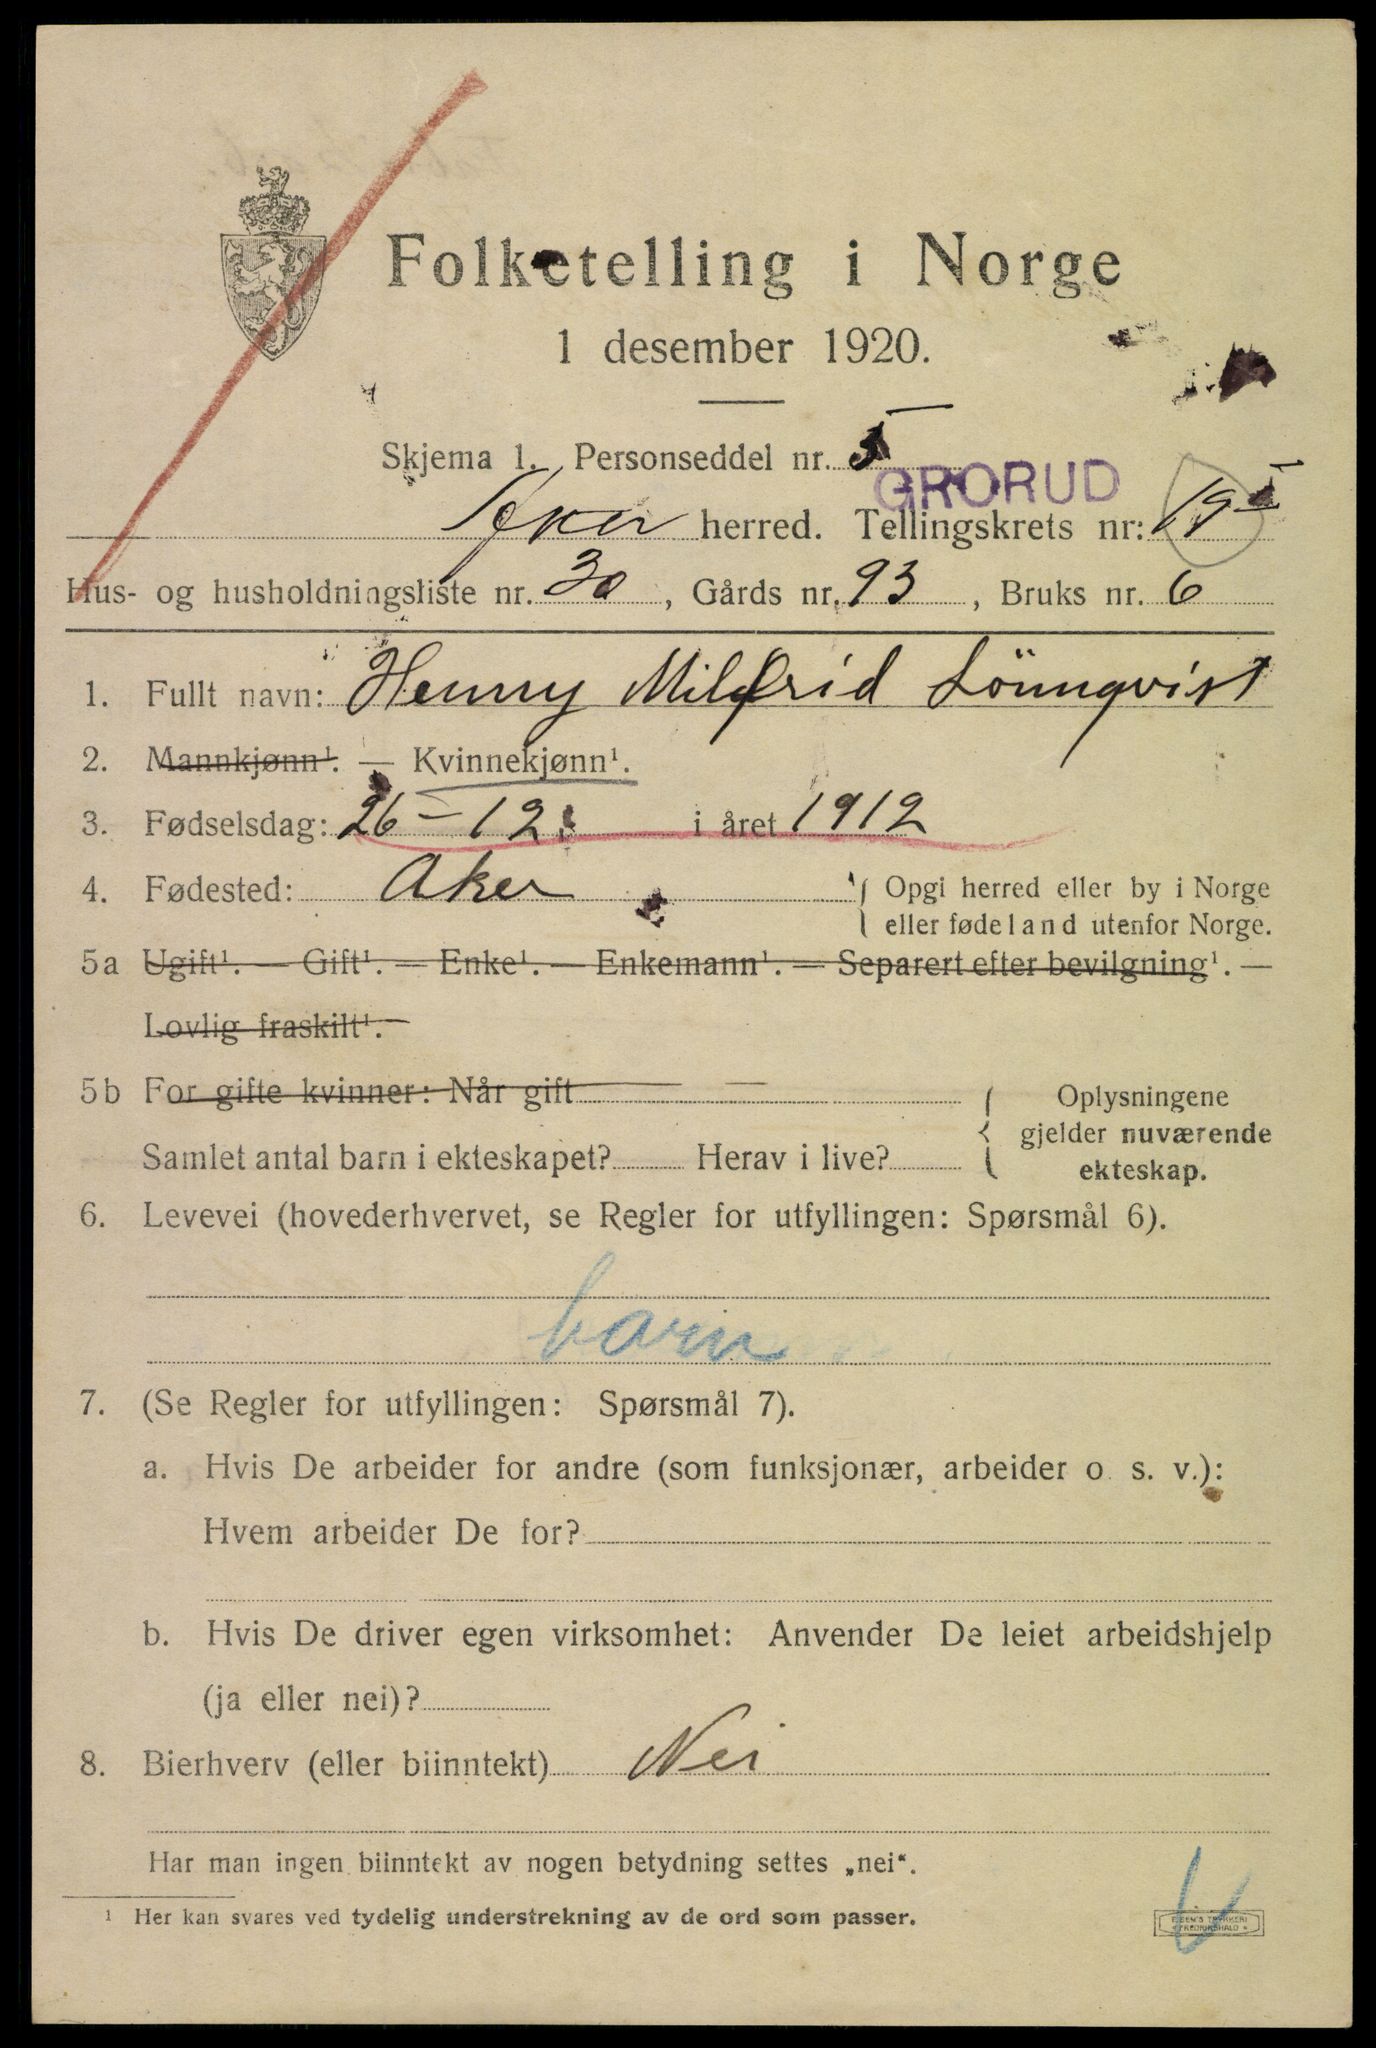 Folketelling i Norge
1 desember 1920.
Skjema 1. Personseddel nr. 5
GRORUD
Aker herred. Tellingskrets nr: 19
Hus- og husholdningsliste nr. 30, Gårds nr. 93, Bruks nr. 6
1. Fullt navn: Henny Milfrid Lönnqvist
2. Mannkjønn¹. — Kvinnekjønn¹.
3. Fødselsdag: 26 - 12. i året 1912
4. Fødested: Aker { Opgi herred eller by i Norge
eller fødeland utenfor Norge.
5a Ugift¹. — Gift¹. — Enke¹. — Enkemann¹. — Separert efter bevilgning¹. —
Lovlig fraskilt¹.
5b For gifte kvinner: Når gift
Samlet antal barn i ekteskapet? Herav i live?
{ Oplysningene
gjelder nuværende
ekteskap.
6. Levevei (hovederhvervet, se Regler for utfyllingen: Spørsmål 6).
barn
7. (Se Regler for utfyllingen: Spørsmål 7).
a. Hvis De arbeider for andre (som funksjonær, arbeider o. s. v.):
Hvem arbeider De for?
b. Hvis De driver egen virksomhet: Anvender De leiet arbeidshjelp
(ja eller nei)?
8. Bierhverv (eller biinntekt) Nei
Har man ingen biinntekt av nogen betydning settes „nei“.
¹ Her kan svares ved tydelig understrekning av de ord som passer.